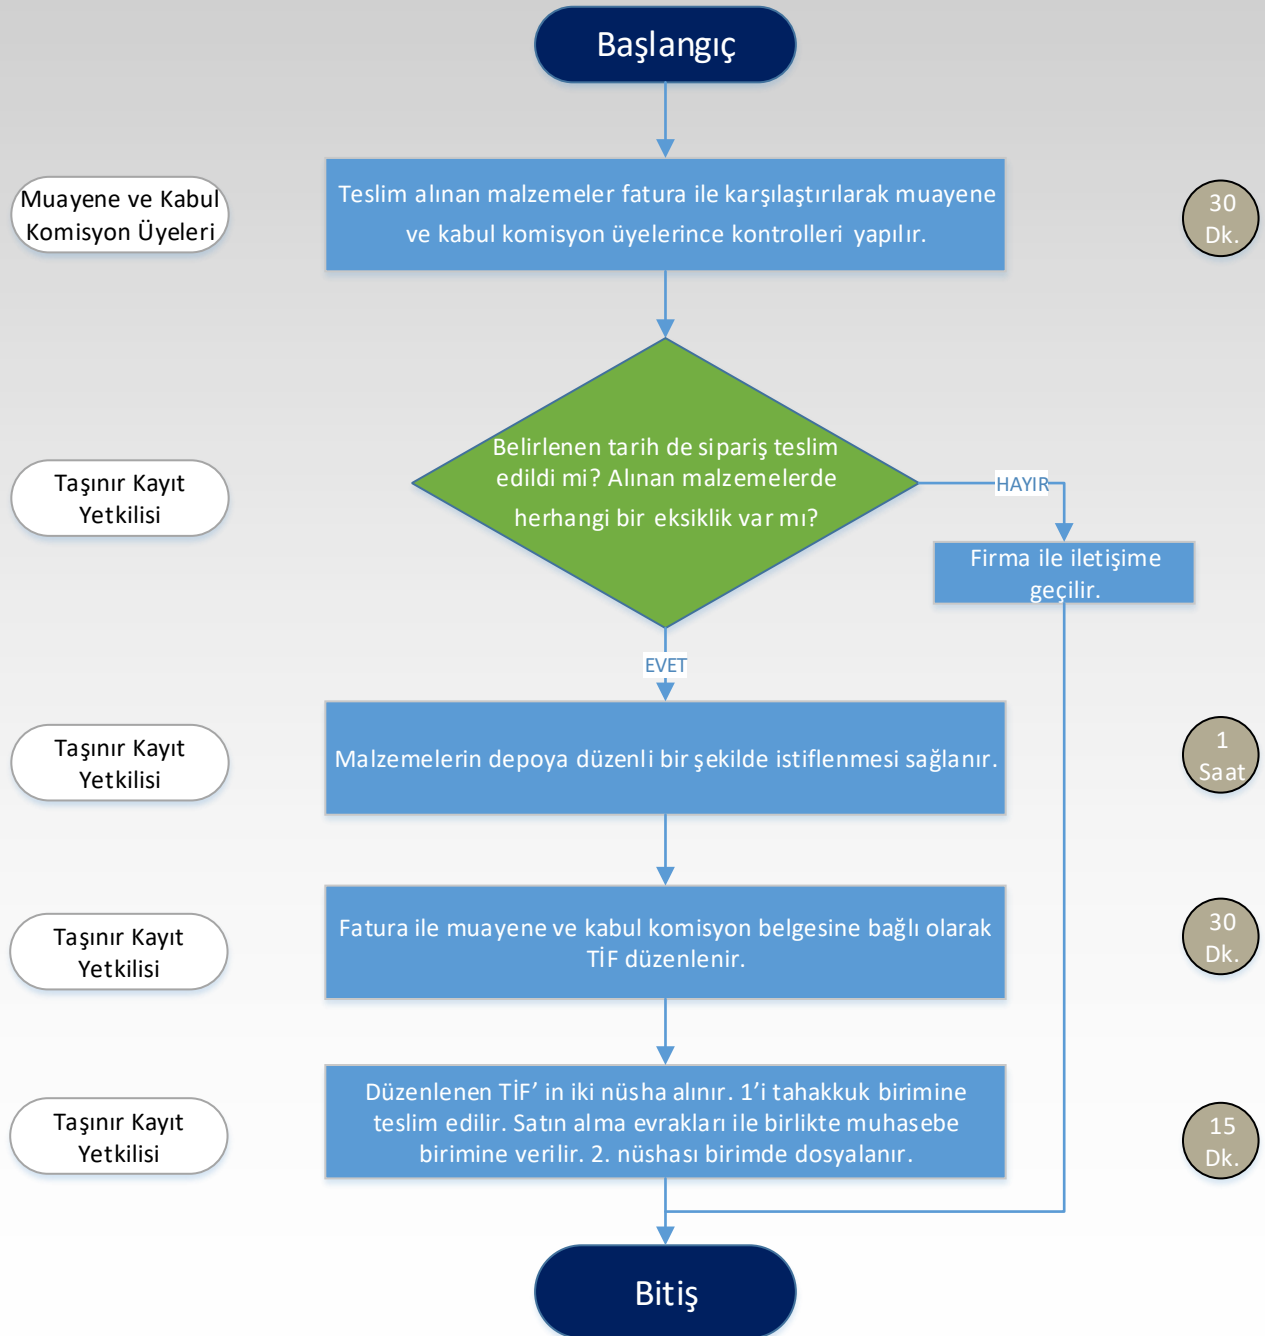 Başlangıç
Muayene ve Kabul
Komisyon Üyeleri
Teslim alınan malzemeler fatura ile karşılaştırılarak muayene
ve kabul komisyon üyelerince kontrolleri yapılır.
30
Dk.
Taşınır Kayıt
Yetkilisi
Belirlenen tarih de sipariş teslim
edildi mi? Alınan malzemelerde
herhangi bir eksiklik var mı?
HAYIR
Firma ile iletişime
geçilir.
EVET
Taşınır Kayıt
Yetkilisi
Malzemelerin depoya düzenli bir şekilde istiflenmesi sağlanır.
1
Saat
Taşınır Kayıt
Yetkilisi
Fatura ile muayene ve kabul komisyon belgesine bağlı olarak
TİF düzenlenir.
30
Dk.
Taşınır Kayıt
Yetkilisi
Düzenlenen TİF’ in iki nüsha alınır. 1’i tahakkuk birimine
teslim edilir. Satın alma evrakları ile birlikte muhasebe
birimine verilir. 2. nüshası birimde dosyalanır.
15
Dk.
Bitiş